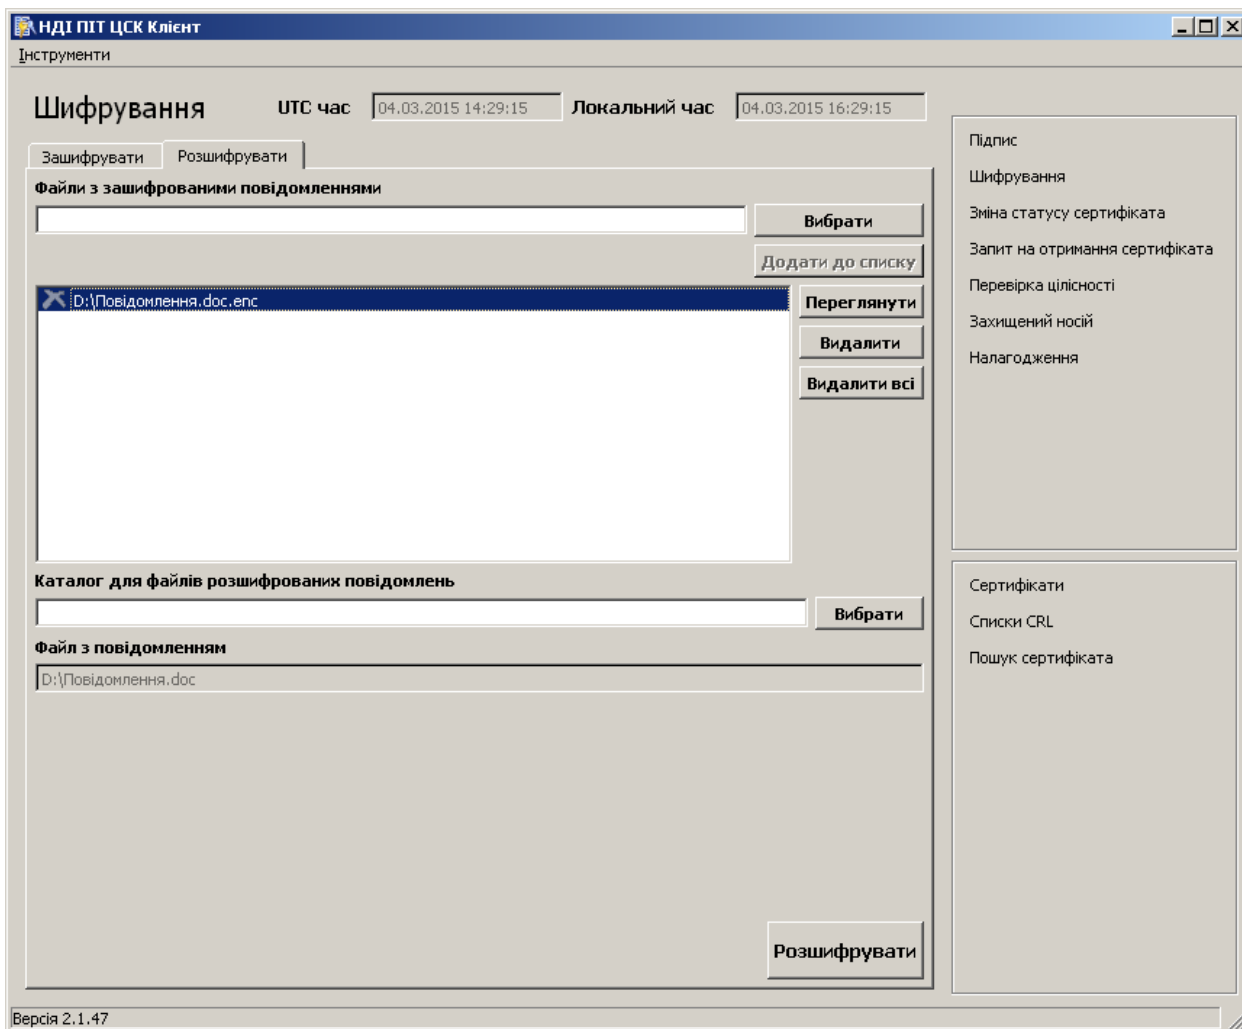 НДІ ПІТ ЦСК Клієнт
Інструменти
Шифрування
UTC час 04.03.2015 14:29:15 Локальний час 04.03.2015 16:29:15
Зашифрувати Розшифрувати
Файли з зашифрованими повідомленнями
Вибрати
Додати до списку
D:\Повідомлення.doc.enc
Переглянути
Видалити
Видалити всі
Каталог для файлів розшифрованих повідомлень
Вибрати
Файл з повідомленням
D:\Повідомлення.doc
Розшифрувати
Підпис
Шифрування
Зміна статусу сертифіката
Запит на отримання сертифіката
Перевірка цілісності
Захищений носій
Налагодження
Сертифікати
Списки CRL
Пошук сертифіката
Версія 2.1.47